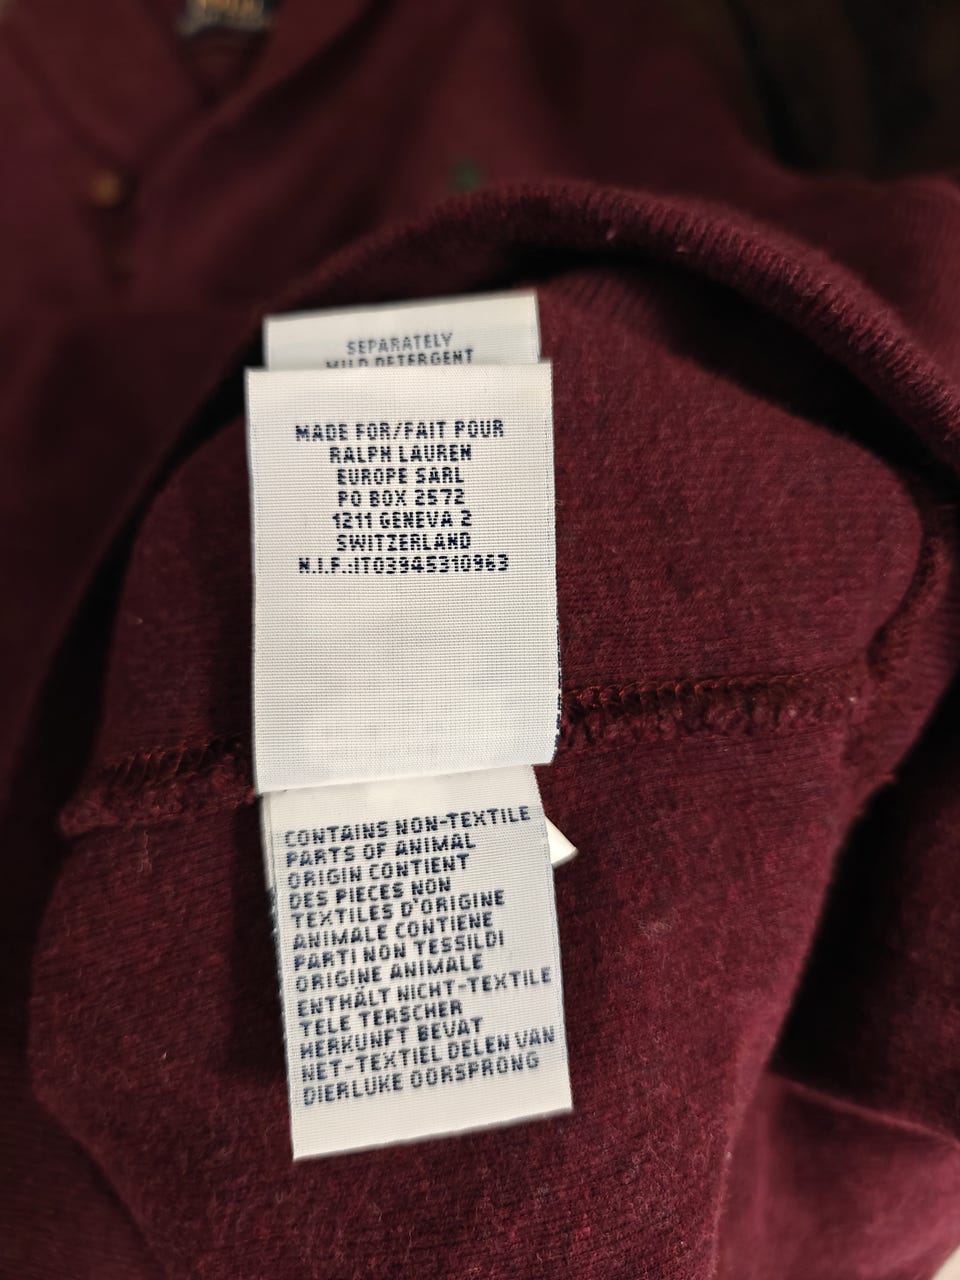 SEPARATELY
MILD DETERGENT
MADE FOR/FAIT POUR
RALPH LAUREN
EUROPE SARL
PO BOX 2572
1211 GENEVA 2
SWITZERLAND
N.I.F.:IT03945310963
CONTAINS NON-TEXTILE
PARTS OF ANIMAL
ORIGIN CONTIENT
DES PIECES NON
TEXTILES D'ORIGINE
ANIMALE CONTIENE
PARTI NON TESSILDI
ORIGINE ANIMALE
ENTHÄLT NICHT-TEXTILE
TELE TERSCHER
HERKUNFT BEVAT
NET-TEXTIEL DELEN VAN
DIERLUKE OORSPRONG